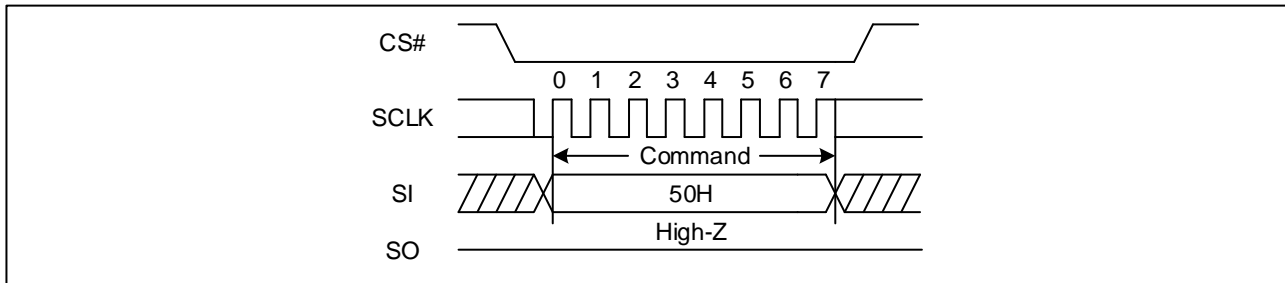 CS#
0 1 2 3 4 5 6 7
SCLK
Command
SI
50H
High-Z
SO